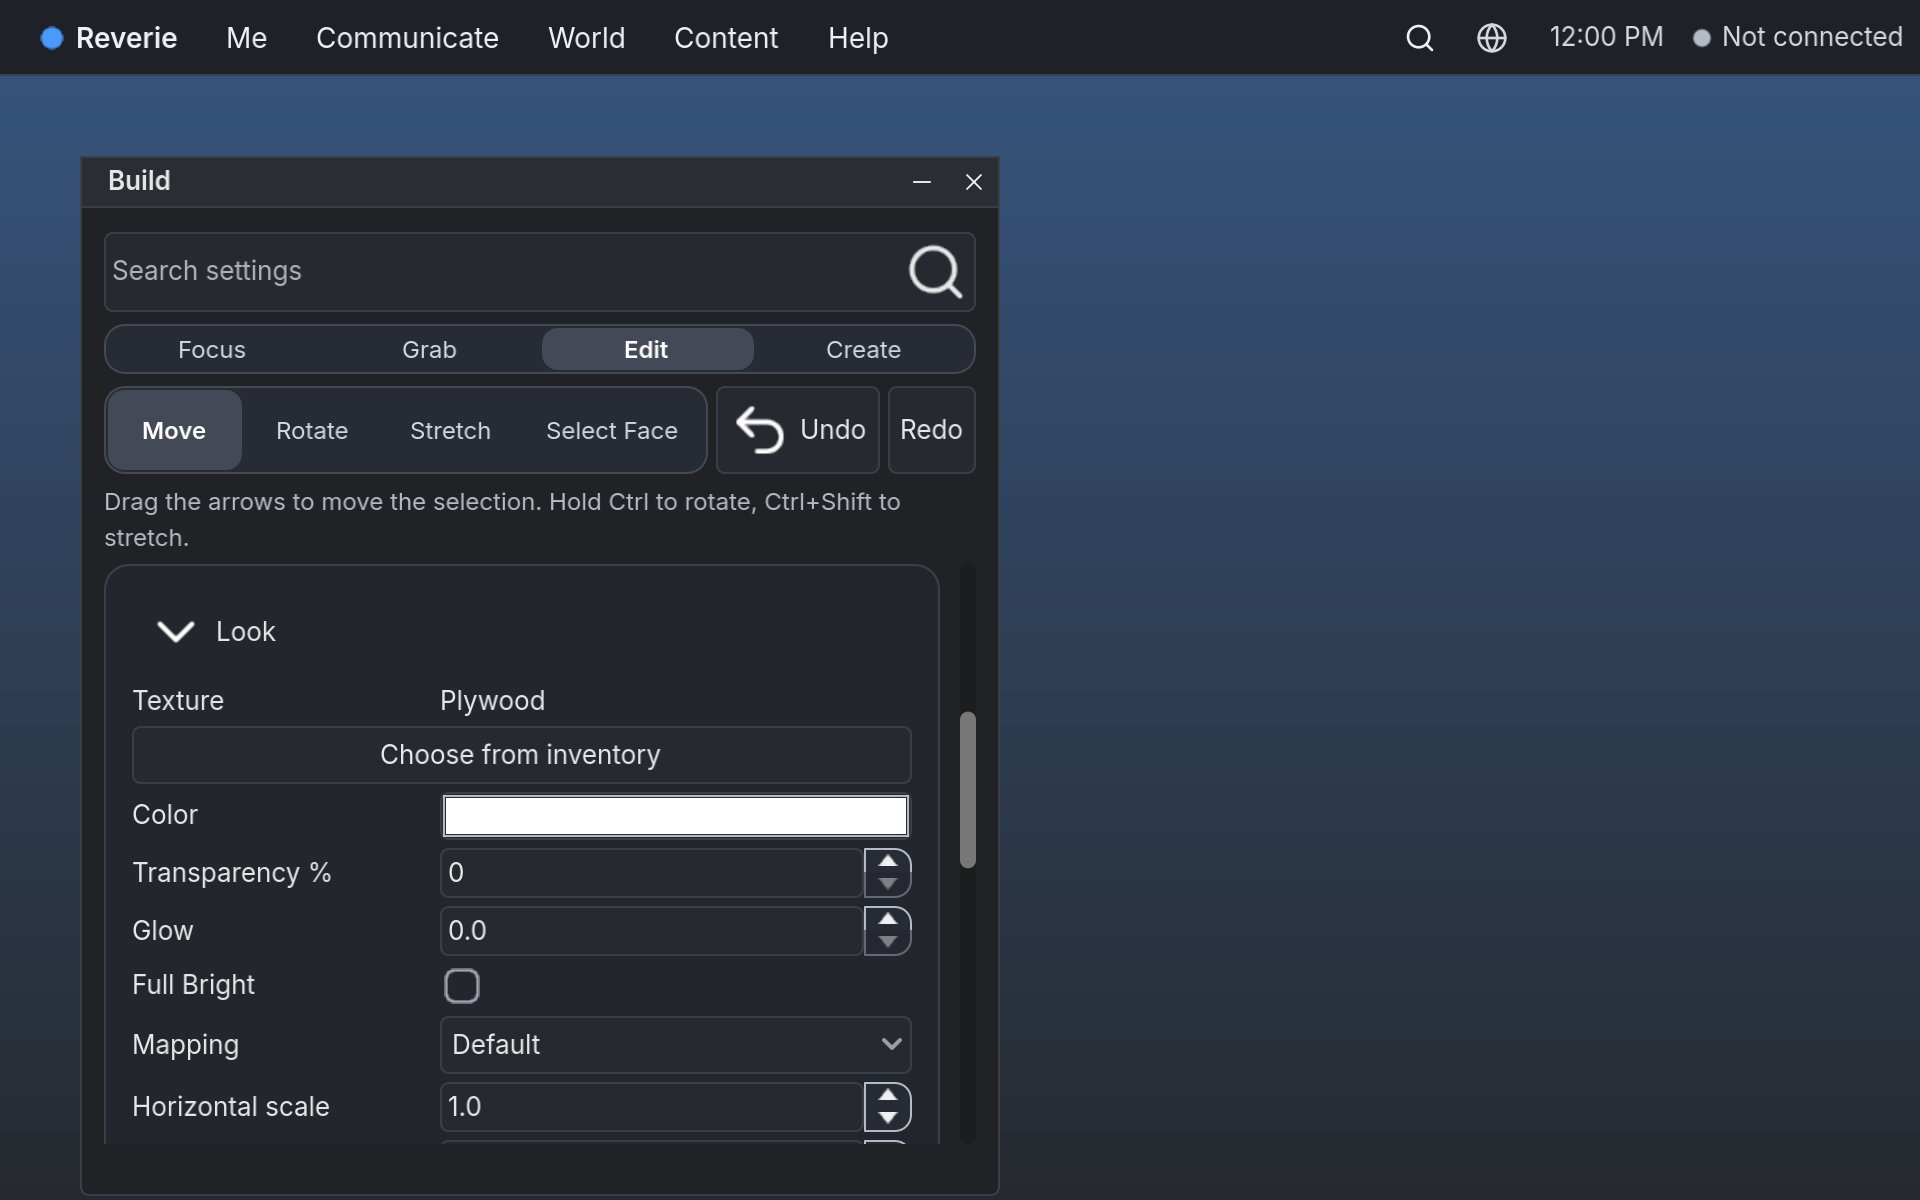 Reverie Me Communicate World Content Help 12:00 PM Not connected
Build
Search settings
Focus Grab Edit Create
Move Rotate Stretch Select Face Undo Redo
Drag the arrows to move the selection. Hold Ctrl to rotate, Ctrl+Shift to
stretch.
Look
Texture Plywood
Choose from inventory
Color
Transparency % 0
Glow 0.0
Full Bright
Mapping Default
Horizontal scale 1.0